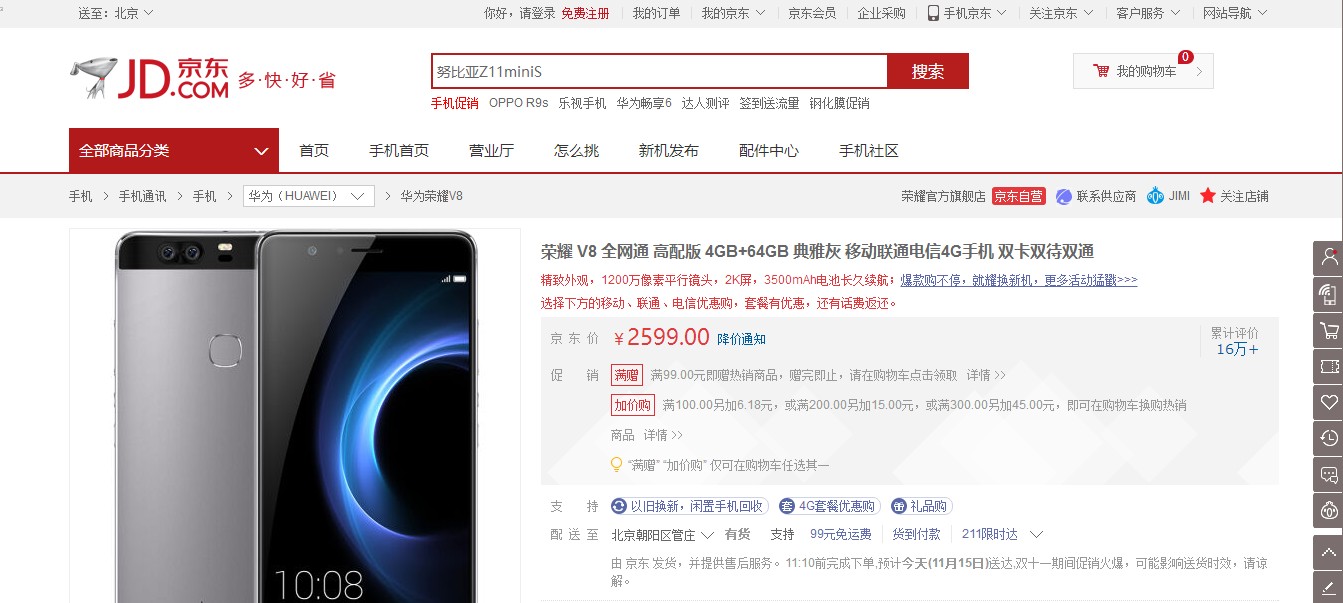 送至：北京
你好，请登录 免费注册 我的订单 我的京东 京东会员 企业采购 手机京东 关注京东 客户服务 网站导航
JD.COM 京东 多·快·好·省
努比亚Z11miniS 搜索
我的购物车 0
手机促销 OPPO R9s 乐视手机 华为畅享6 达人测评 签到送流量 钢化膜促销
全部商品分类 首页 手机首页 营业厅 怎么挑 新机发布 配件中心 手机社区
手机 > 手机通讯 > 手机 > 华为（HUAWEI） > 华为荣耀V8
荣耀官方旗舰店 京东自营 联系供应商 JIMI 关注店铺
荣耀 V8 全网通 高配版 4GB+64GB 典雅灰 移动联通电信4G手机 双卡双待双通
精致外观，1200万像素平行镜头，2K屏，3500mAh电池长久续航；爆款购不停，就耀换新机，更多活动猛戳>>>
选择下方的移动、联通、电信优惠购，套餐有优惠，还有话费返还。
京东价 ￥2599.00 降价通知
累计评价
16万+
促销 满赠 满99.00元即赠热销商品，赠完即止，请在购物车点击领取 详情 >>
加价购 满100.00另加6.18元，或满200.00另加15.00元，或满300.00另加45.00元，即可在购物车换购热销
商品 详情 >>
“满赠” “加价购” 仅可在购物车任选其一
支持 以旧换新，闲置手机回收 套 4G套餐优惠购 礼品购
配送至 北京朝阳区管庄 有货 支持 99元免运费 货到付款 211限时达
由 京东 发货，并提供售后服务。11:10前完成下单,预计今天(11月15日)送达,双十一期间促销火爆，可能影响送货时效，请谅
解。
10:08